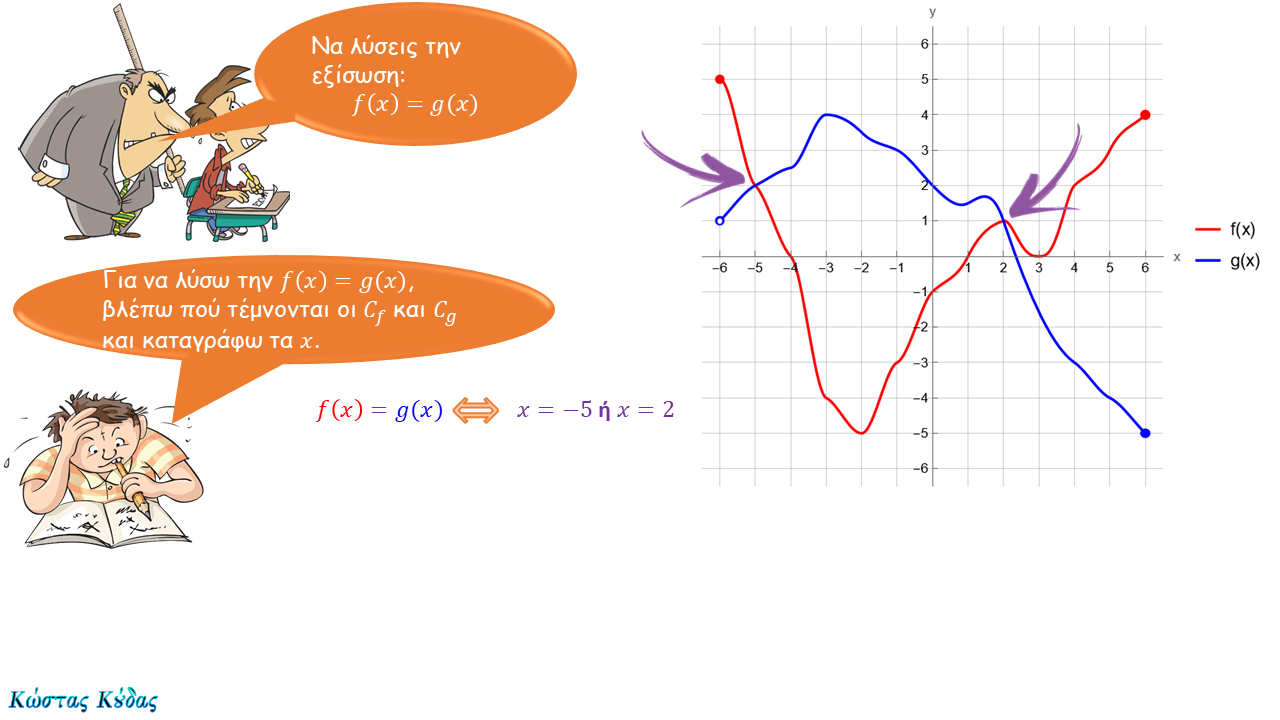 Να λύσεις την
εξίσωση:
f(x) = g(x)
Για να λύσω την f(x) = g(x),
βλέπω πού τέμνονται οι C_f και C_g
και καταγράφω τα x.
f(x) = g(x) ⟺ x = −5 ή x = 2
y
6
5
4
3
2
1
−6 −5 −4 −3 −2 −1 1 2 3 4 5 6 x
−1
−2
−3
−4
−5
−6
f(x)
g(x)
Κώστας Κύδας